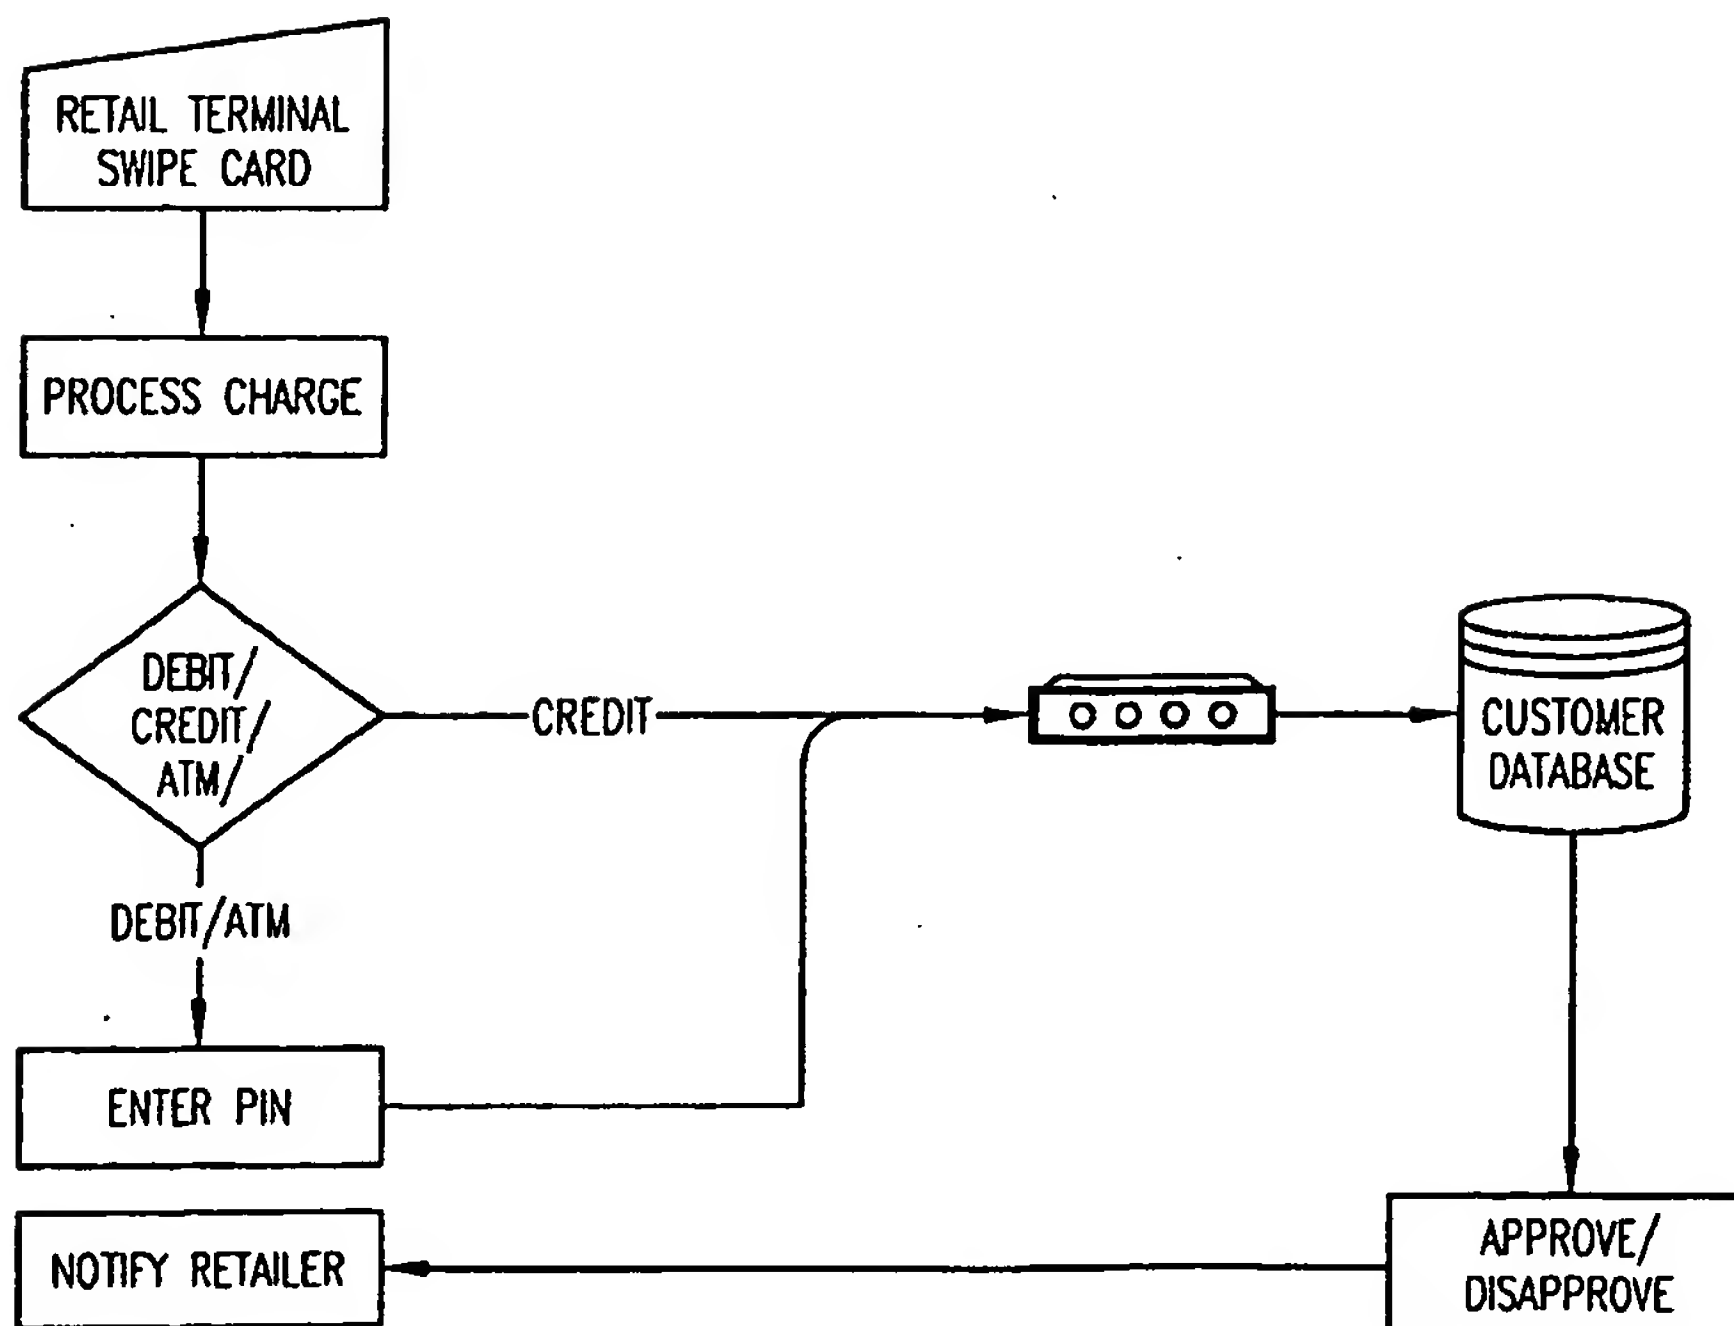 RETAIL TERMINAL
SWIPE CARD
PROCESS CHARGE
DEBIT/
CREDIT/
ATM/
CREDIT
CUSTOMER
DATABASE
DEBIT/ATM
ENTER PIN
NOTIFY RETAILER
APPROVE/
DISAPPROVE